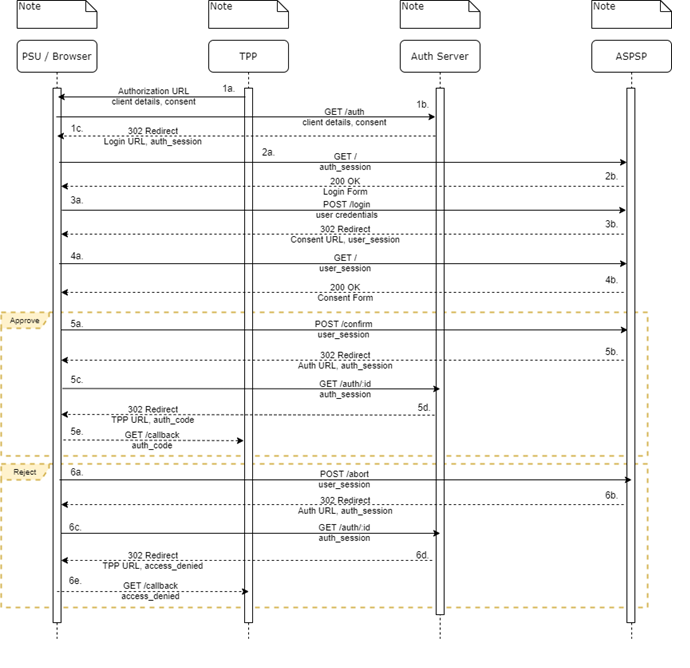 Note
Note
Note
Note
PSU / Browser
TPP
Auth Server
ASPSP
1a.
Authorization URL
client details, consent
1b.
GET /auth
client details, consent
1c.
302 Redirect
Login URL, auth_session
2a.
GET /
auth_session
2b.
200 OK
Login Form
3a.
POST /login
user credentials
3b.
302 Redirect
Consent URL, user_session
4a.
GET /
user_session
4b.
200 OK
Consent Form
Approve
5a.
POST /confirm
user_session
5b.
302 Redirect
Auth URL, auth_session
5c.
GET /auth/:id
auth_session
5d.
302 Redirect
TPP URL, auth_code
5e.
GET /callback
auth_code
Reject
6a.
POST /abort
user_session
6b.
302 Redirect
Auth URL, auth_session
6c.
GET /auth/:id
auth_session
6d.
302 Redirect
TPP URL, access_denied
6e.
GET /callback
access_denied